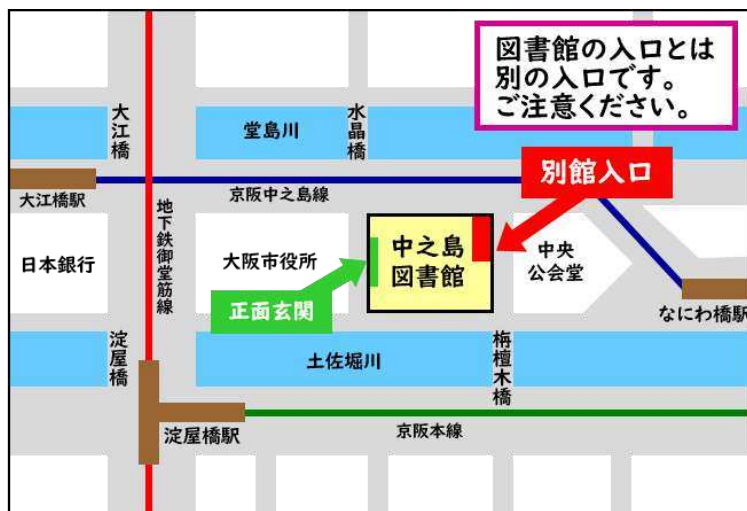 図書館の入口とは
別の入口です。
ご注意ください。
大江橋
堂島川
水晶橋
別館入口
大江橋駅
京阪中之島線
地下鉄御堂筋線
日本銀行
大阪市役所
中之島
図書館
中央
公会堂
正面玄関
なにわ橋駅
淀屋橋
土佐堀川
栴檀木橋
淀屋橋駅
京阪本線